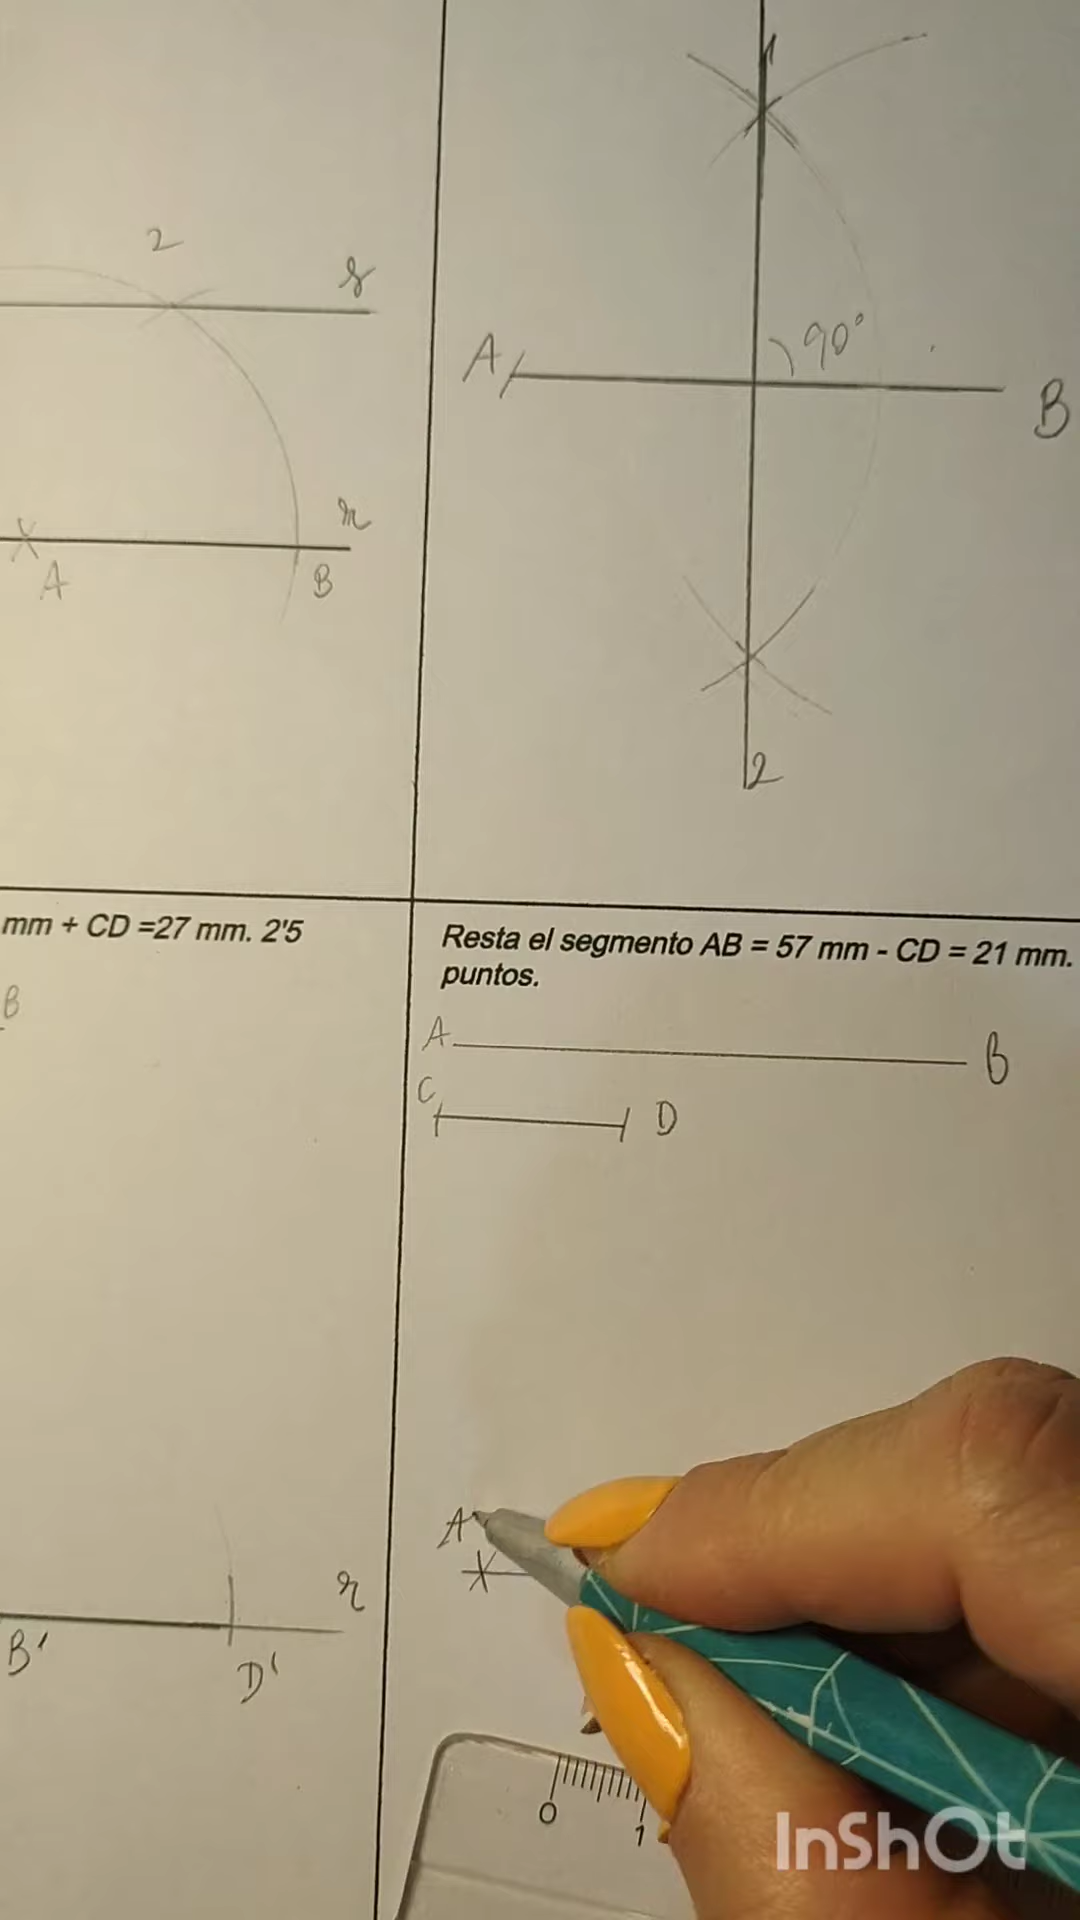 1
2
s
90°
A
B
r
A
B
2
mm + CD =27 mm. 2'5
B
Resta el segmento AB = 57 mm - CD = 21 mm.
puntos.
A
B
C
D
A'
r
B'
D'
0
1
InShOt